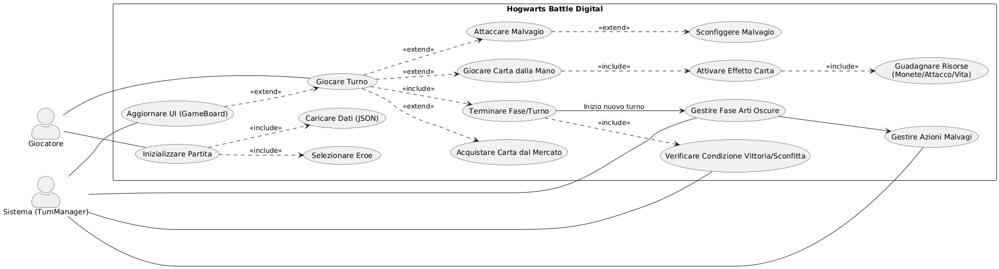 Hogwarts Battle Digital
Attaccare Malvagio
«extend»
Sconfiggere Malvagio
«extend»
Giocare Carta dalla Mano
«extend»
«include»
Attivare Effetto Carta
«include»
Guadagnare Risorse
(Monete/Attacco/Vita)
Giocare Turno
«extend»
«include»
Aggiornare UI (GameBoard)
Terminare Fase/Turno
Inizio nuovo turno
Gestire Fase Arti Oscure
«extend»
Caricare Dati (JSON)
«include»
«include»
Gestire Azioni Malvagi
Giocatore
Inizializzare Partita
«include»
Selezionare Eroe
Acquistare Carta dal Mercato
Verificare Condizione Vittoria/Sconfitta
Sistema (TurnManager)